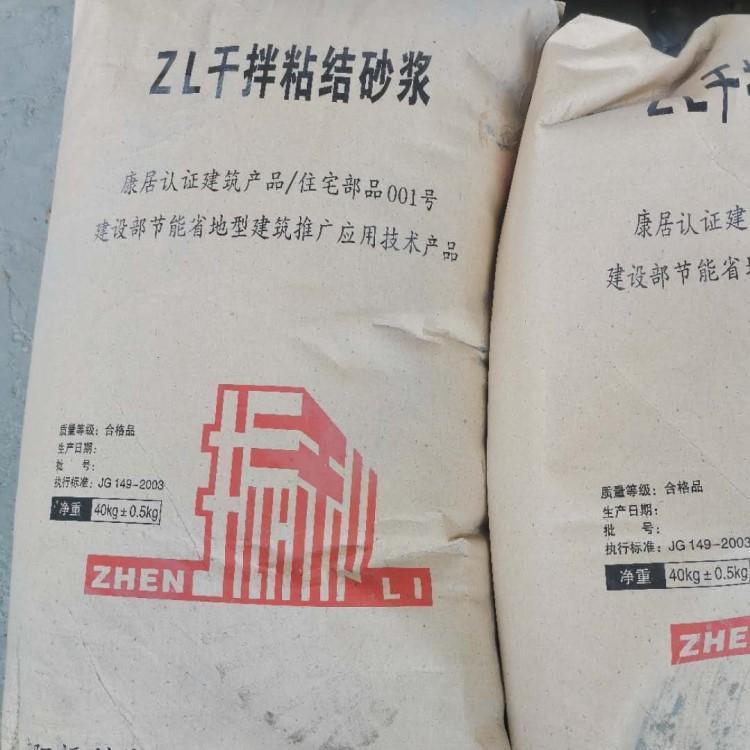 ZL干拌粘结砂浆
康居认证建筑产品/住宅部品001号
建设部节能省地型建筑推广应用技术产品
质量等级: 合格品
生产日期:
批 号:
执行标准: JG 149-2003
净重 40kg±0.5kg
ZHEN LI
ZL干
康居认证建
建设部节能省
质量等级: 合格品
生产日期:
批 号:
执行标准: JG 149-2003
净重 40kg±0.5kg
ZHE